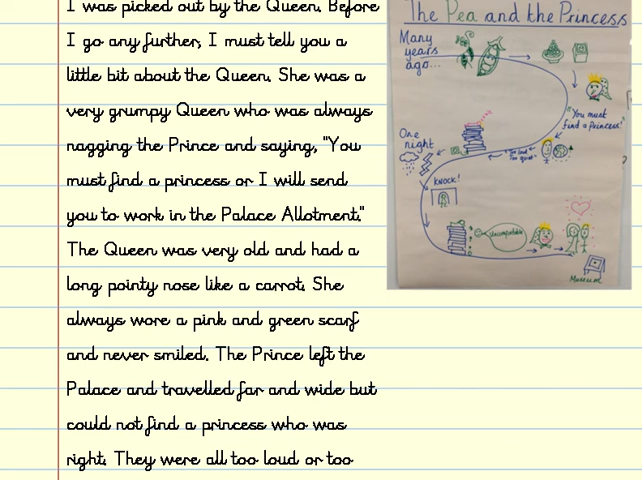 I was picked out by the Queen. Before
I go any further, I must tell you a
little bit about the Queen. She was a
very grumpy Queen who was always
nagging the Prince and saying, "You
must find a princess or I will send
you to work in the Palace Allotment."
The Queen was very old and had a
long pointy nose like a carrot. She
always wore a pink and green scarf
and never smiled. The Prince left the
Palace and travelled far and wide but
could not find a princess who was
right. They were all too loud or too
The Pea and the Princess
Many
years
ago...
"You must
find a princess!"
One
night
"Too loud
Too quiet"
KNOCK!
Uncomfortable
Museum